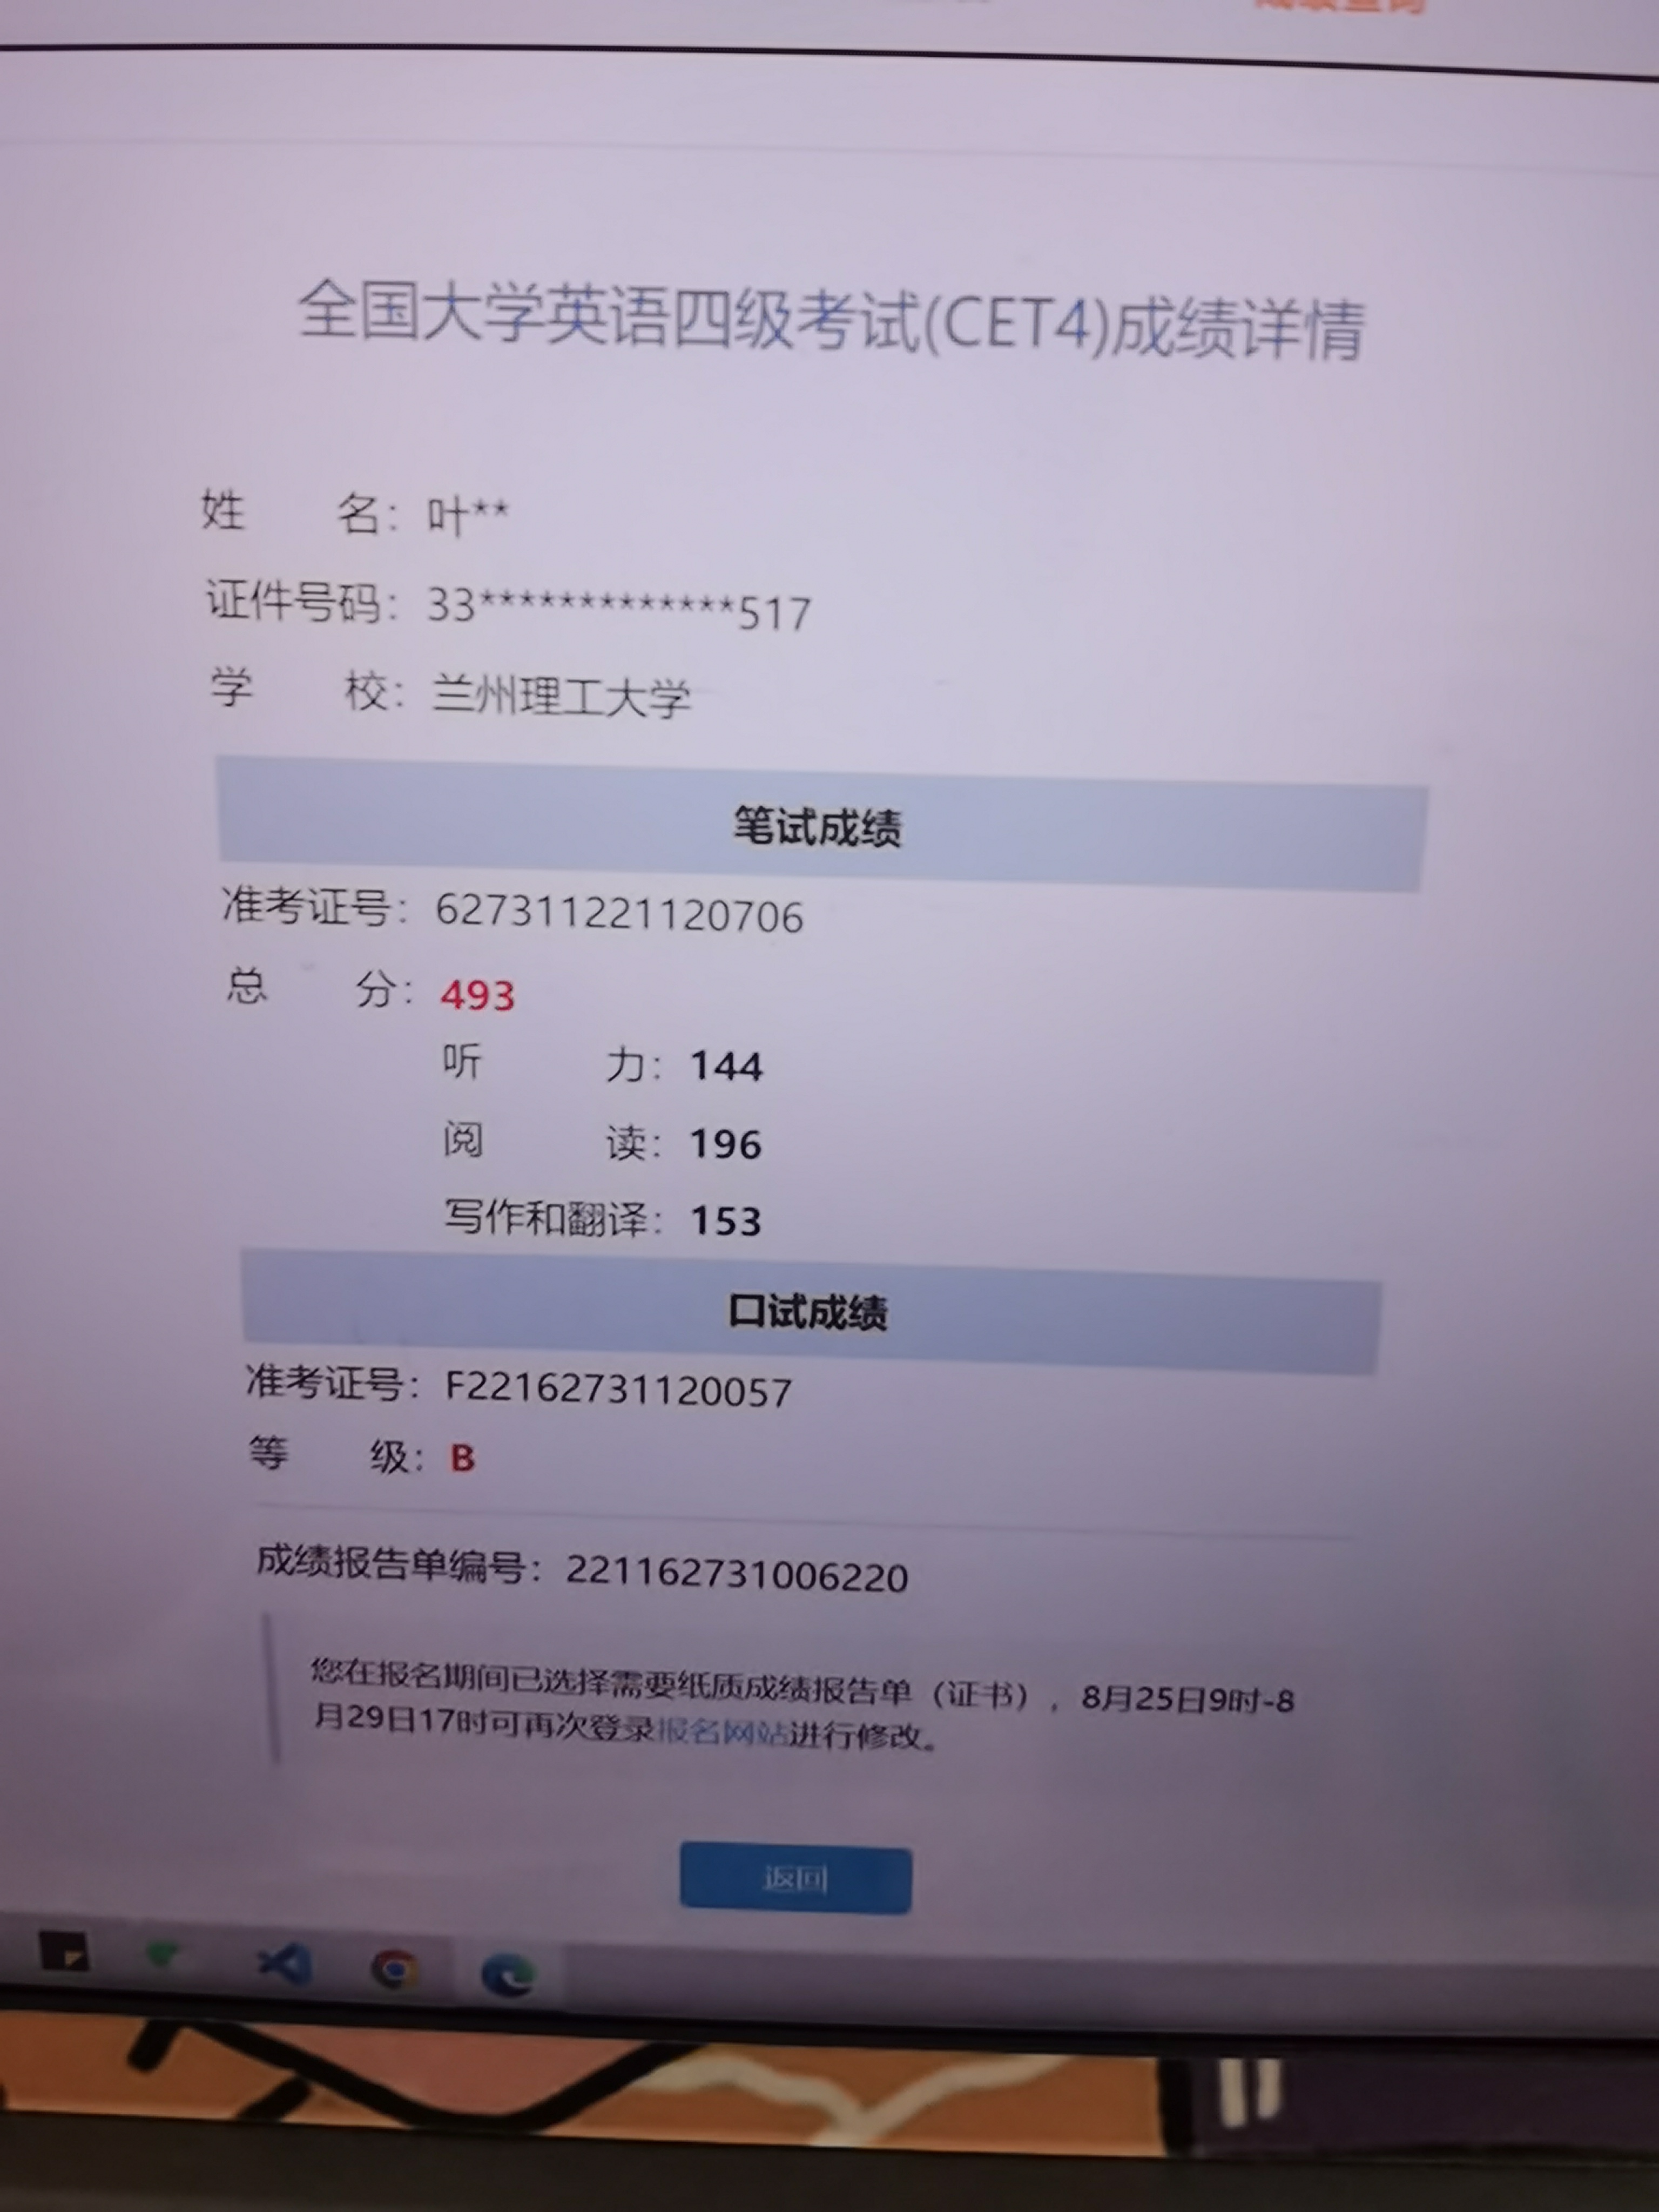 全国大学英语四级考试(CET4)成绩详情
姓 名：叶**
证件号码：33*************517
学 校：兰州理工大学
笔试成绩
准考证号：627311221120706
总 分：493
听 力：144
阅 读：196
写作和翻译：153
口试成绩
准考证号：F22162731120057
等 级：B
成绩报告单编号：221162731006220
您在报名期间已选择需要纸质成绩报告单（证书），8月25日9时-8
月29日17时可再次登录报名网站进行修改。
返回